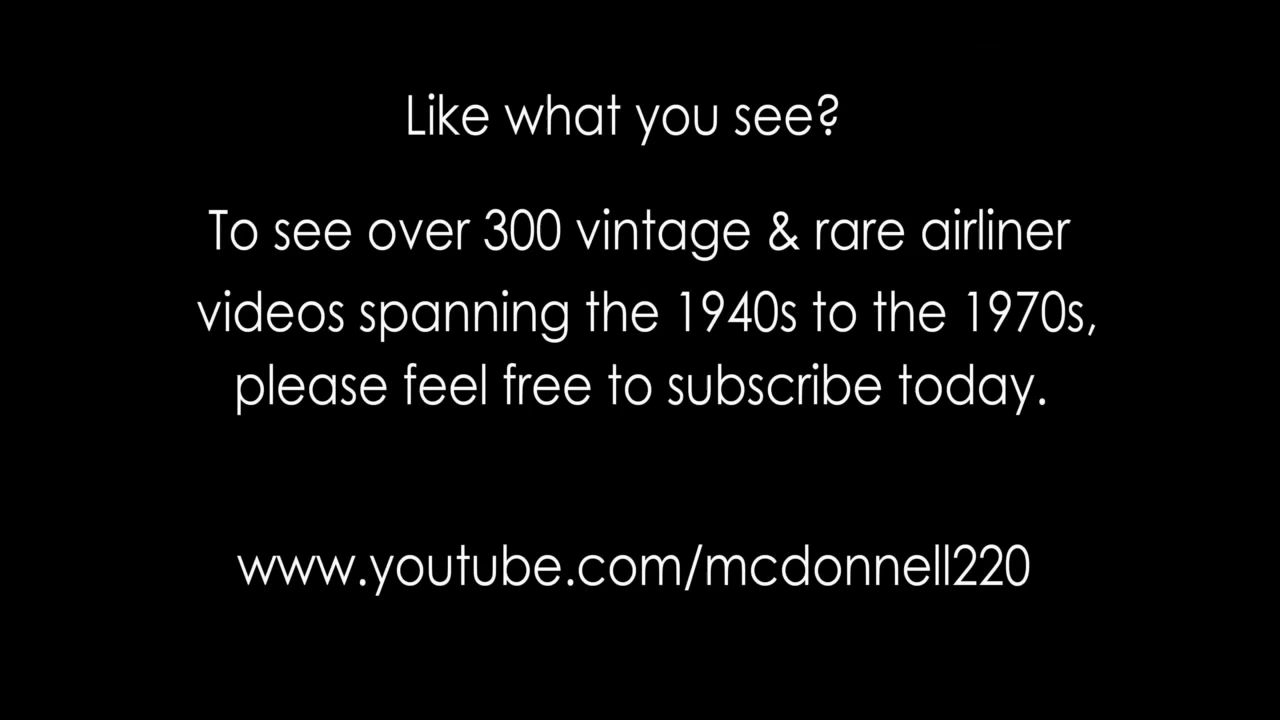 Like what you see?
To see over 300 vintage & rare airliner
videos spanning the 1940s to the 1970s,
please feel free to subscribe today.
www.youtube.com/mcdonnell220